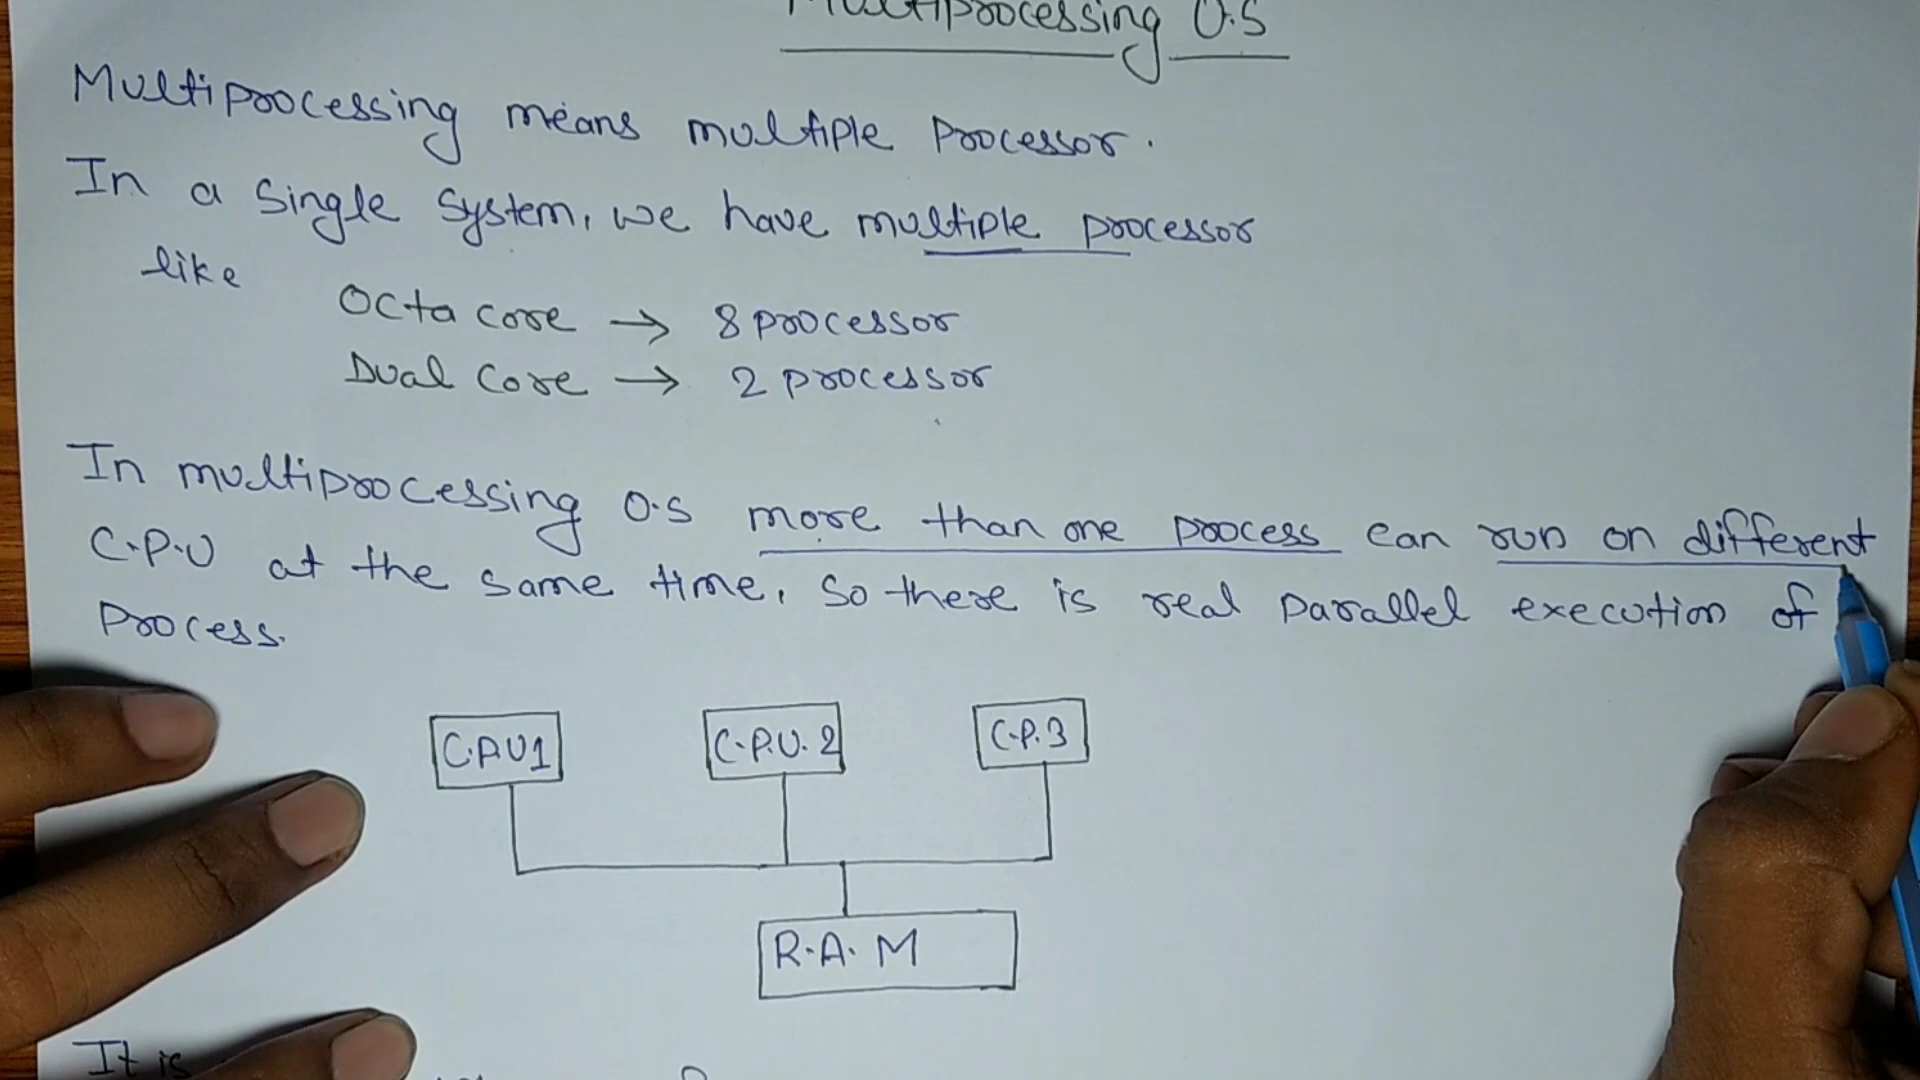 Multiprocessing O.S
Multiprocessing means multiple processor.
In a single system, we have multiple processor
like
Octa core → 8 processor
Dual core → 2 processor
In multiprocessing O.S more than one process can run on different
C.P.U at the same time. So there is real parallel execution of
Process.
C.P.U 1
C.P.U. 2
C.P. 3
R.A.M
It is